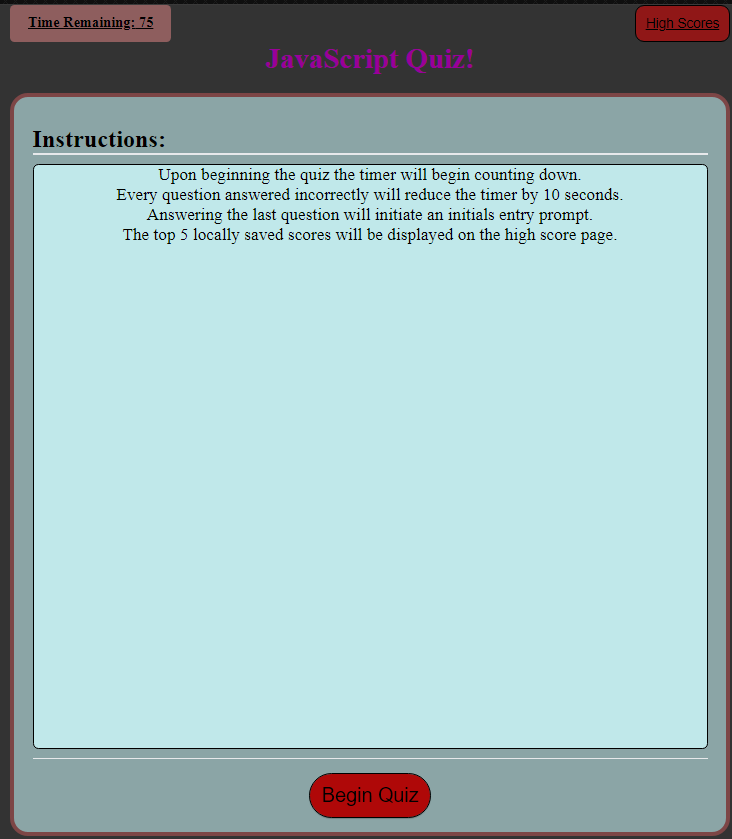 Time Remaining: 75
High Scores
JavaScript Quiz!
Instructions:
Upon beginning the quiz the timer will begin counting down.
Every question answered incorrectly will reduce the timer by 10 seconds.
Answering the last question will initiate an initials entry prompt.
The top 5 locally saved scores will be displayed on the high score page.
Begin Quiz